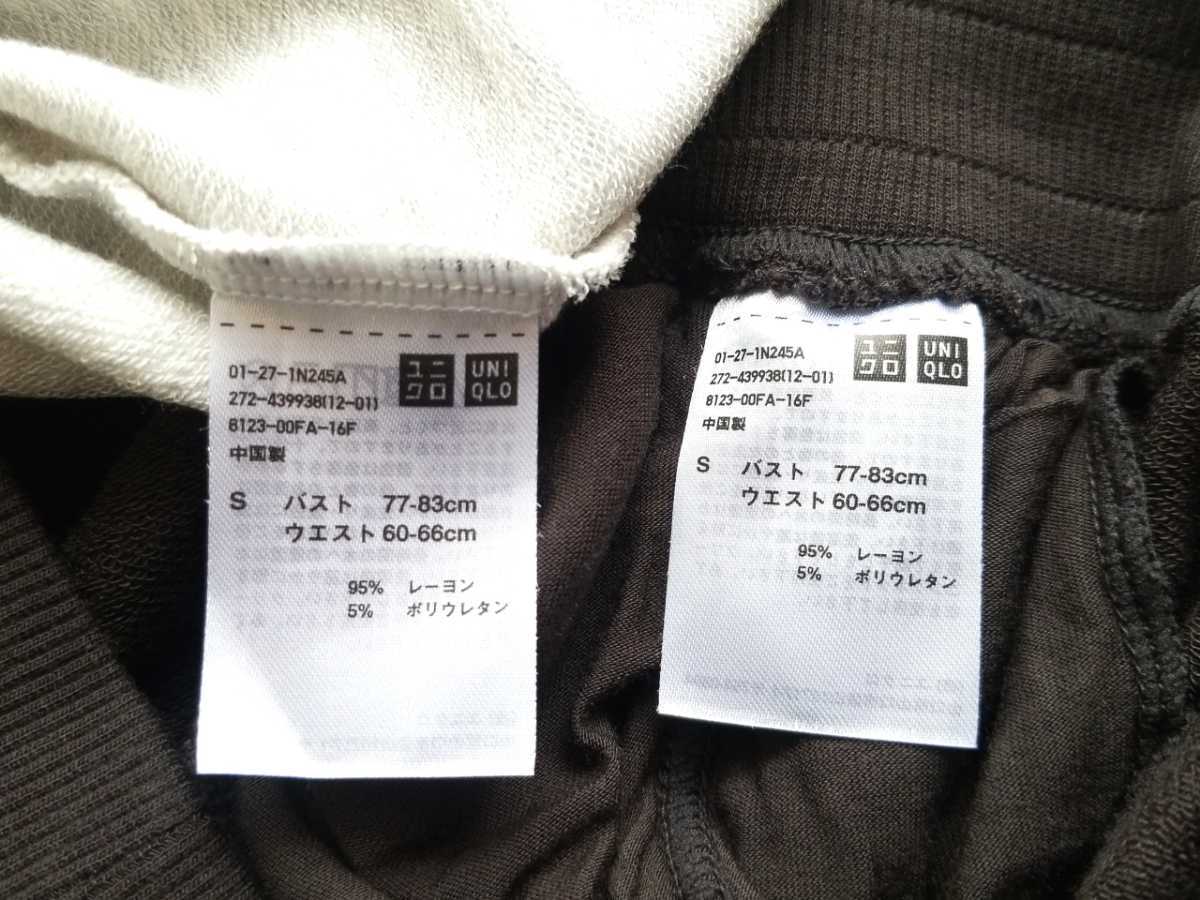 01-27-1N245A
272-439938(12-01)
8123-00FA-16F
中国製
ユニ
クロ
UNI
QLO
S バスト 77-83cm
ウエスト 60-66cm
95% レーヨン
5% ポリウレタン
01-27-1N245A
272-439938(12-01)
8123-00FA-16F
中国製
ユニ
クロ
UNI
QLO
S バスト 77-83cm
ウエスト 60-66cm
95% レーヨン
5% ポリウレタン